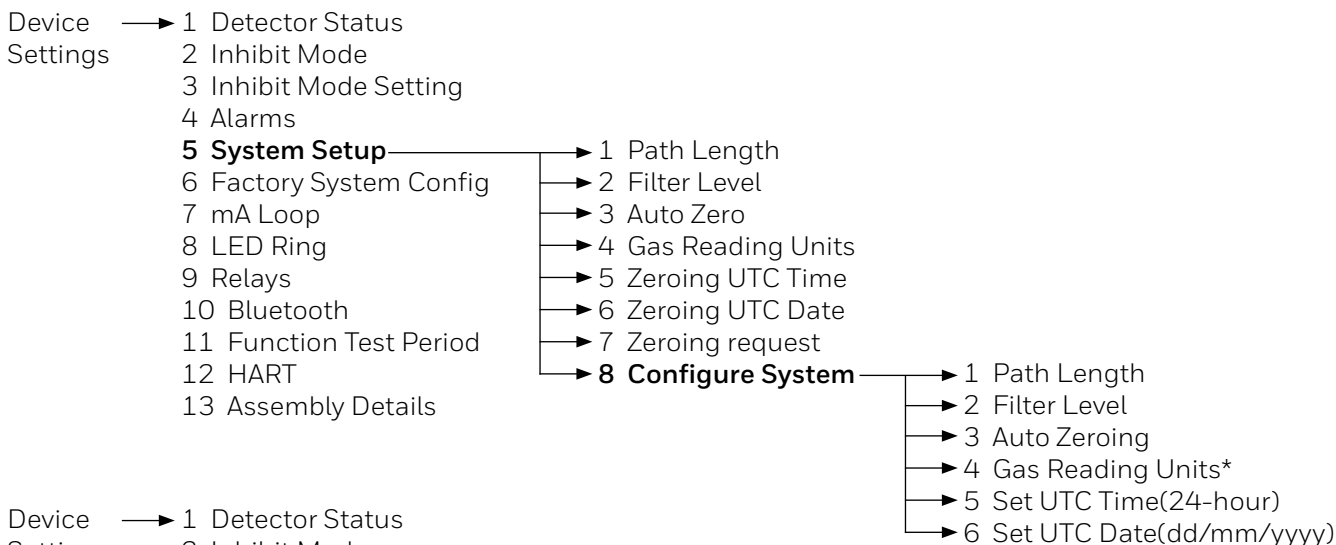 Device
Settings
1 Detector Status
2 Inhibit Mode
3 Inhibit Mode Setting
4 Alarms
5 System Setup
6 Factory System Config
7 mA Loop
8 LED Ring
9 Relays
10 Bluetooth
11 Function Test Period
12 HART
13 Assembly Details
1 Path Length
2 Filter Level
3 Auto Zero
4 Gas Reading Units
5 Zeroing UTC Time
6 Zeroing UTC Date
7 Zeroing request
8 Configure System
1 Path Length
2 Filter Level
3 Auto Zeroing
4 Gas Reading Units*
5 Set UTC Time(24-hour)
6 Set UTC Date(dd/mm/yyyy)
Device
1 Detector Status